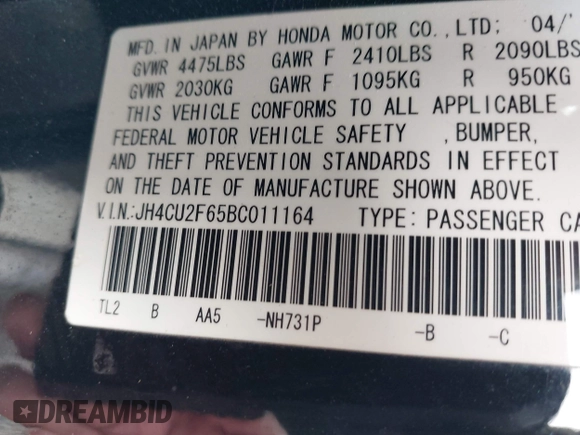 MFD. IN JAPAN BY HONDA MOTOR CO., LTD; 04/
GVWR 4475LBS GAWR F 2410LBS R 2090LBS
GVWR 2030KG GAWR F 1095KG R 950KG
THIS VEHICLE CONFORMS TO ALL APPLICABLE
FEDERAL MOTOR VEHICLE SAFETY , BUMPER,
AND THEFT PREVENTION STANDARDS IN EFFECT
ON THE DATE OF MANUFACTURE SHOWN ABOVE.
V.I.N.:JH4CU2F65BC011164 TYPE: PASSENGER CA
TL2 B AA5 -NH731P -B -C
DREAMBID